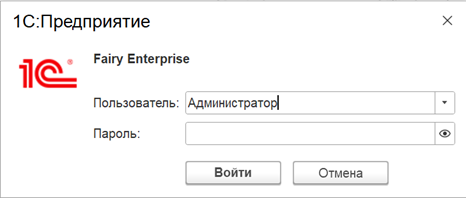 1С:Предприятие
1С
Fairy Enterprise
Пользователь: Администратор
Пароль:
Войти Отмена